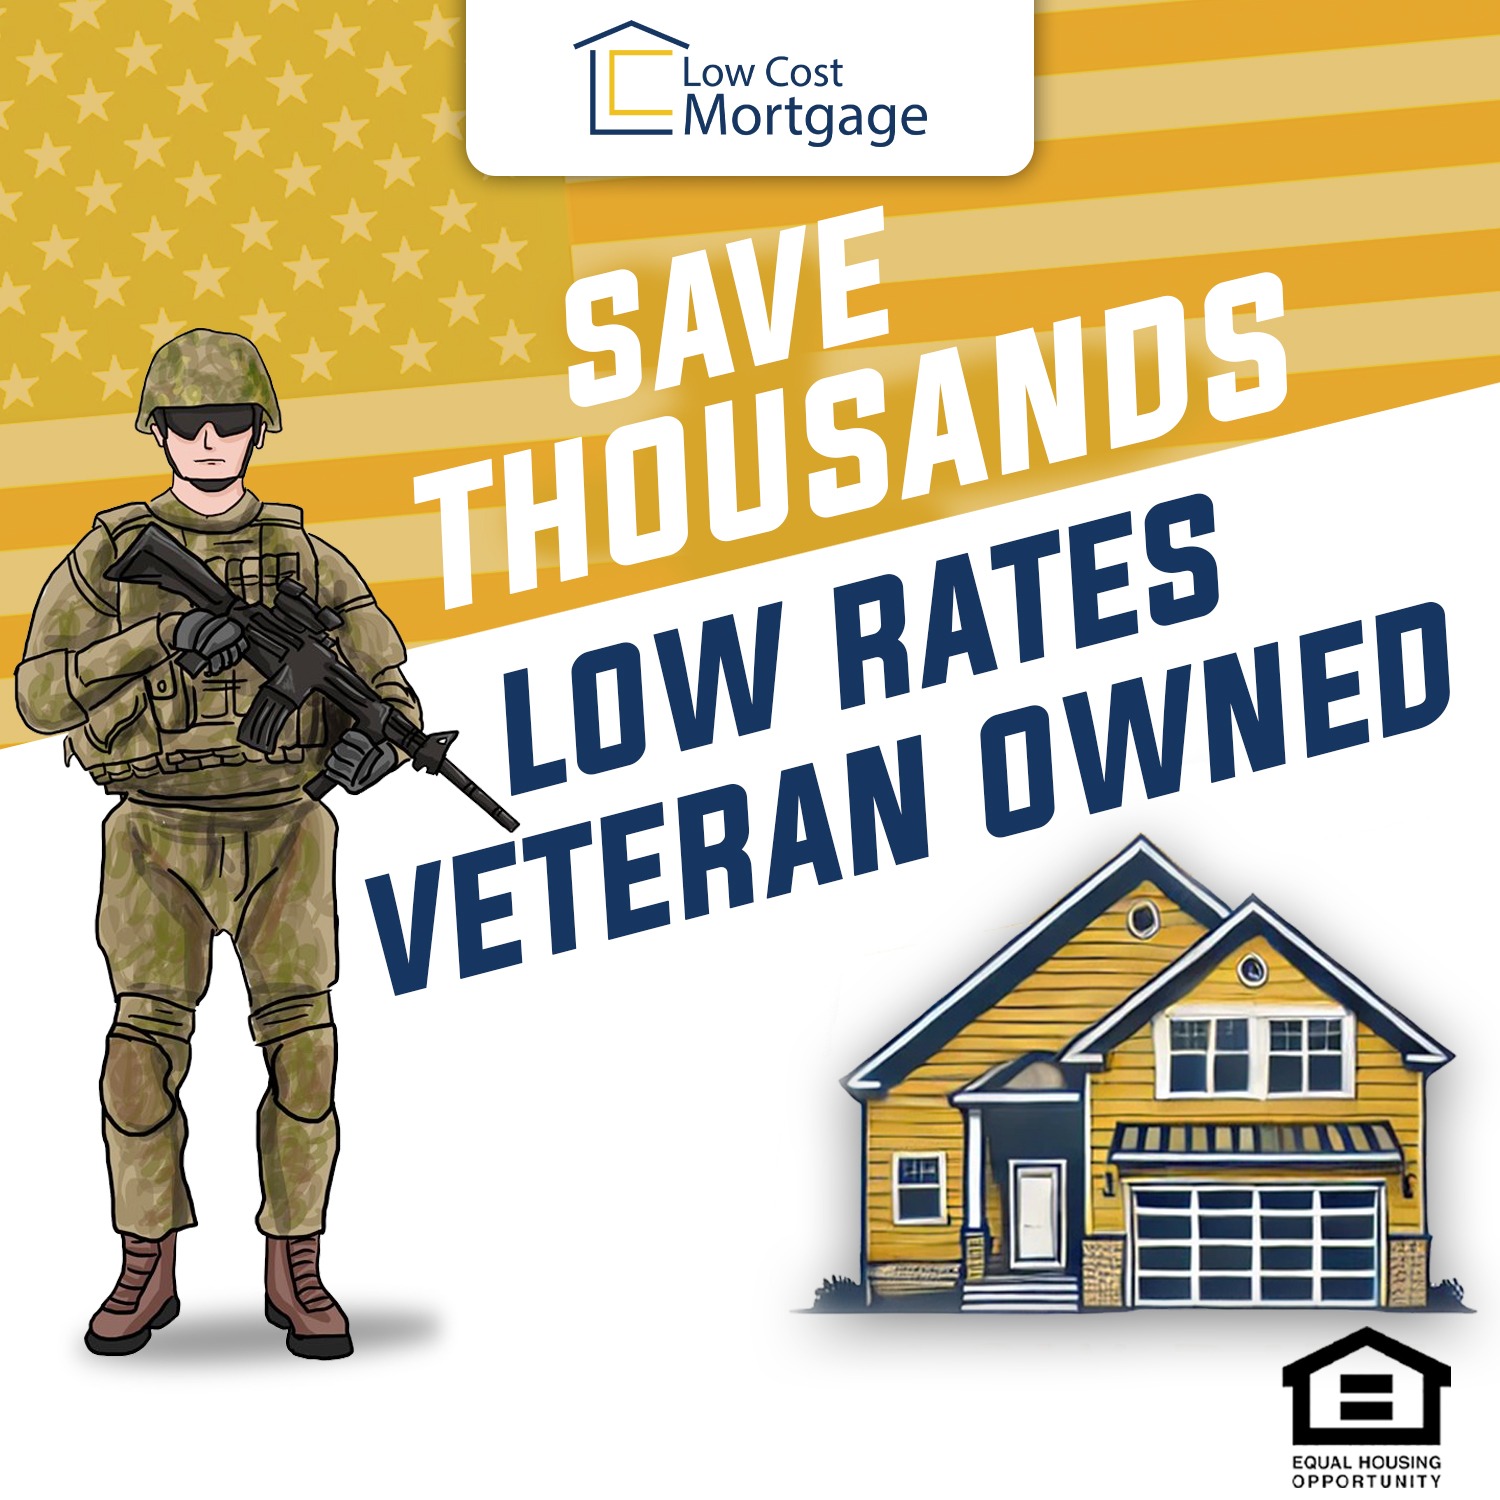 Low Cost
Mortgage
SAVE
THOUSANDS
LOW RATES
VETERAN OWNED
EQUAL HOUSING
OPPORTUNITY